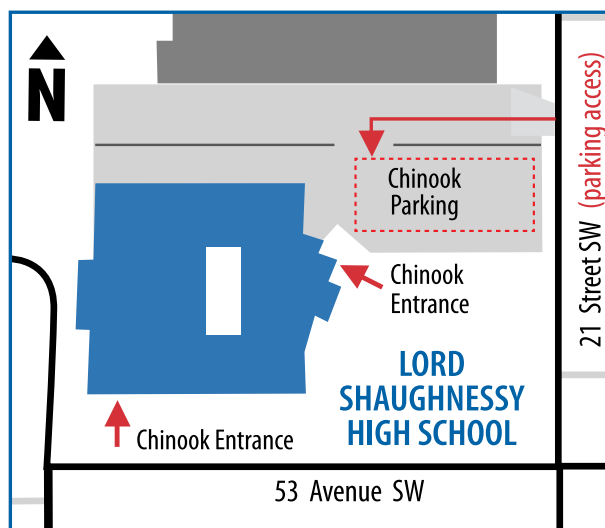 N
Chinook
Parking
21 Street SW (parking access)
Chinook
Entrance
LORD
SHAUGHNESSY
HIGH SCHOOL
Chinook Entrance
53 Avenue SW